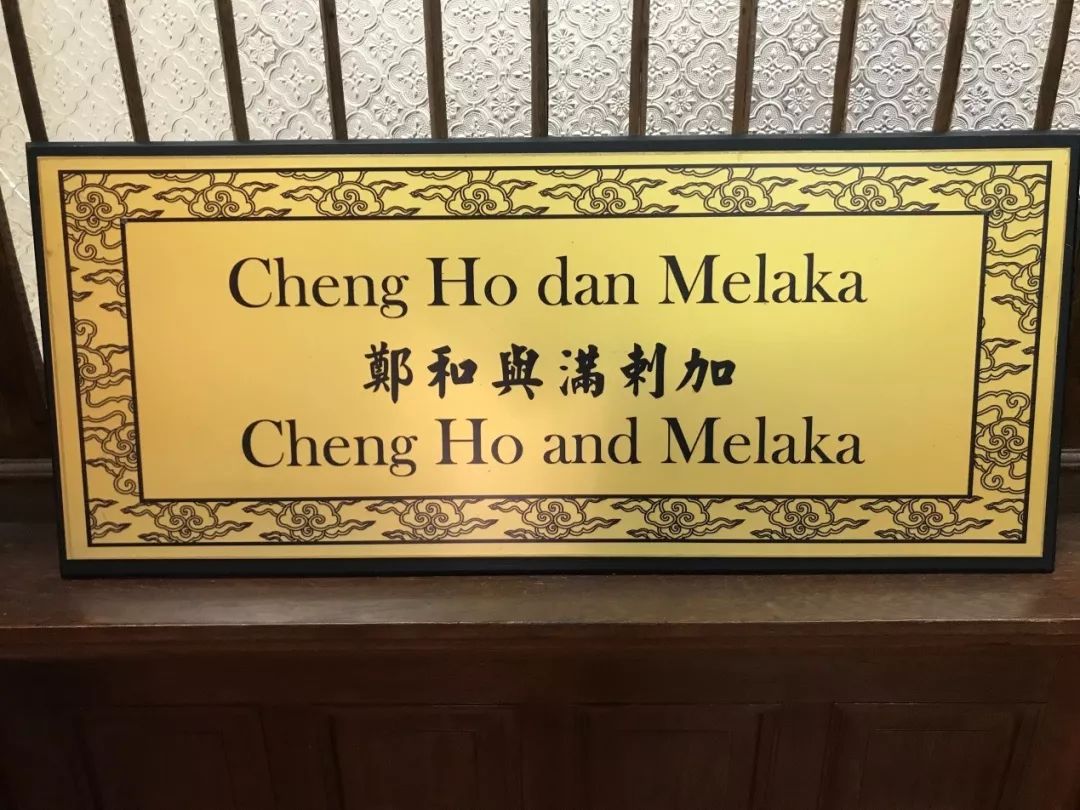 Cheng Ho dan Melaka
鄭和與滿剌加
Cheng Ho and Melaka